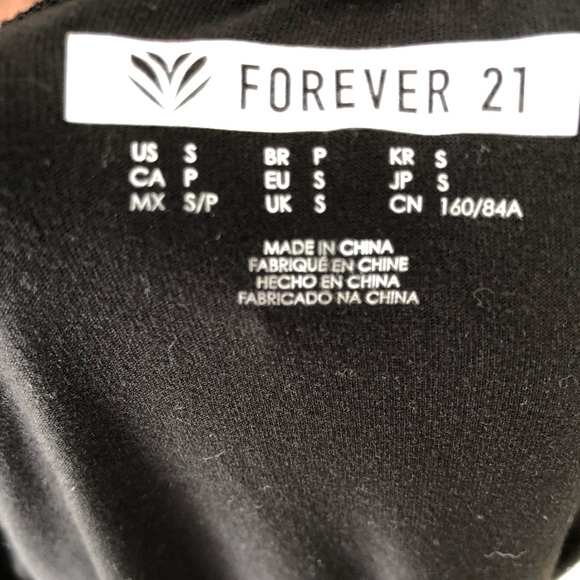 FOREVER 21
US S BR P KR S
CA P EU S JP S
MX S/P UK S CN 160/84A
MADE IN CHINA
FABRIQUÉ EN CHINE
HECHO EN CHINA
FABRICADO NA CHINA